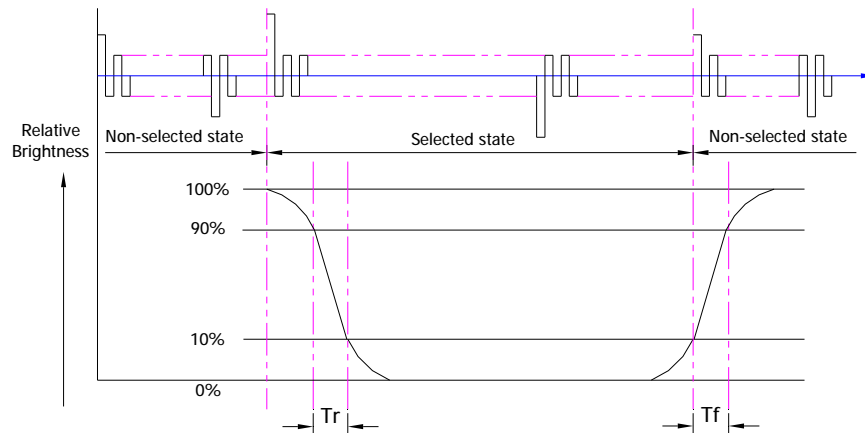 Relative
Brightness
Non-selected state
Selected state
Non-selected state
100%
90%
10%
0%
Tr
Tf